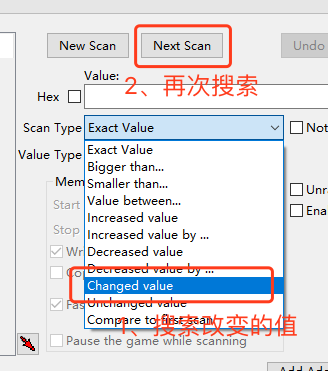 New Scan
Next Scan
Undo
Value:
2、再次搜索
Hex
Scan Type
Exact Value
Not
Value Type
Exact Value
Bigger than...
Smaller than...
Value between...
Increased value
Increased value by ...
Decreased value
Decreased value by ...
Changed value
Unchanged value
Compare to first scan
1、搜索改变的值
Mem
Start
Stop
Wr
Co
Fas
Unra
Ena
Pause the game while scanning